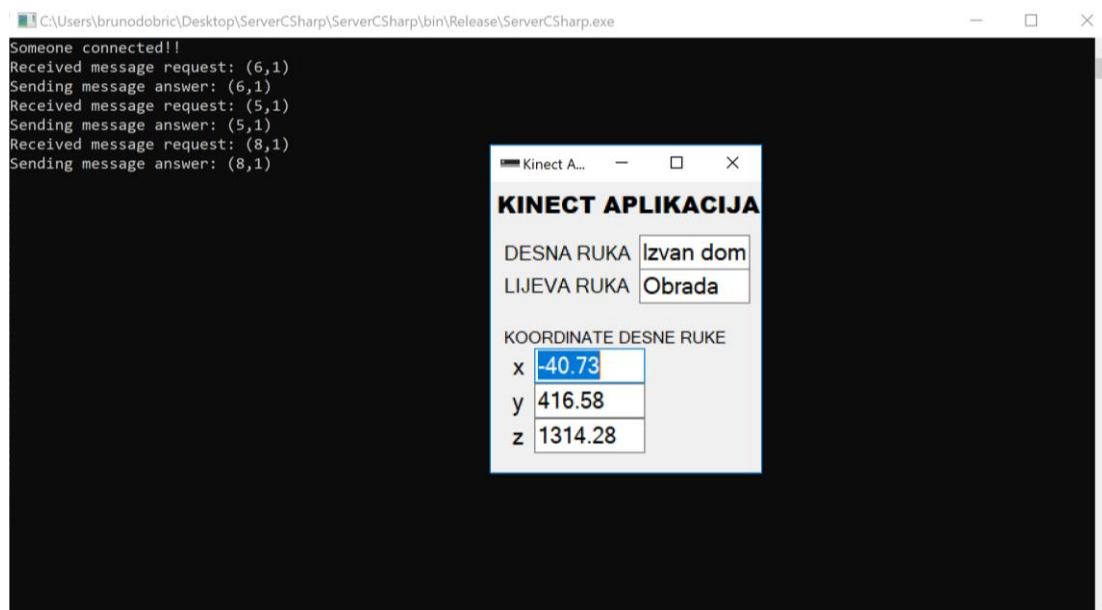 C:\Users\brunodobric\Desktop\ServerCSharp\ServerCSharp\bin\Release\ServerCSharp.exe
Someone connected!!
Received message request: (6,1)
Sending message answer: (6,1)
Received message request: (5,1)
Sending message answer: (5,1)
Received message request: (8,1)
Sending message answer: (8,1)
Kinect A...
KINECT APLIKACIJA
DESNA RUKA Izvan dom
LIJEVA RUKA Obrada
KOORDINATE DESNE RUKE
x -40.73
y 416.58
z 1314.28